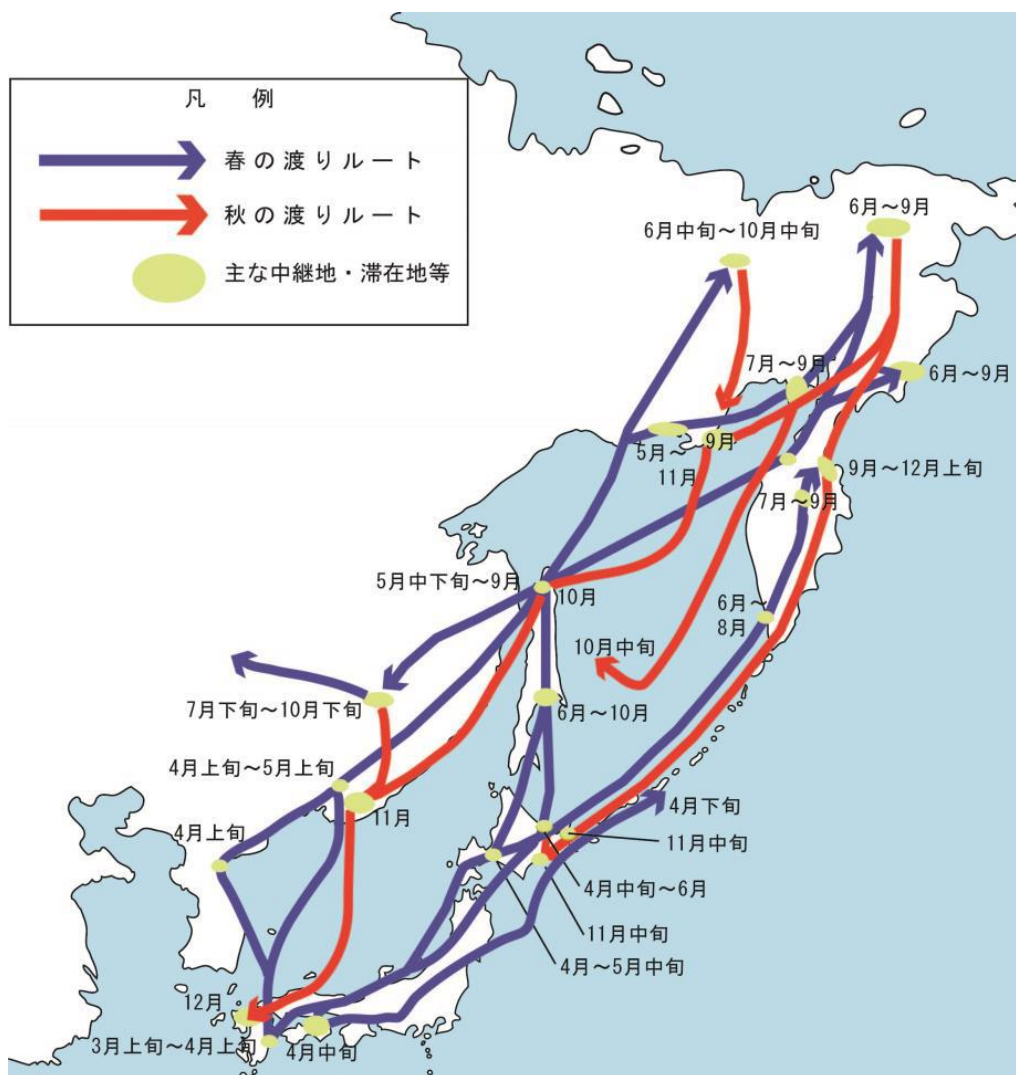 凡 例
春の渡りルート
秋の渡りルート
主な中継地・滞在地等
6月~9月
6月中旬~10月中旬
7月~9月
6月~9月
5月~
11月
9月
9月~12月上旬
7月~9月
5月中下旬~9月
10月
6月~
8月
10月中旬
7月下旬~10月下旬
6月~10月
4月上旬~5月上旬
11月
4月下旬
4月上旬
11月中旬
4月中旬~6月
11月中旬
4月~5月中旬
12月
3月上旬~4月上旬
4月中旬